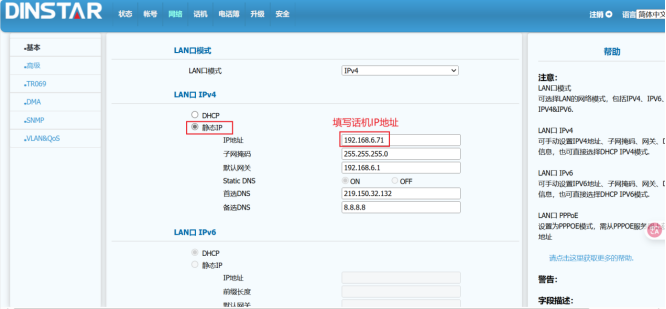 DINSTAR
状态 帐号 网络 话机 电话簿 升级 安全
注销 语言 简体中文
基本
高级
TR069
DMA
SNMP
VLAN&QoS
LAN口模式
LAN口模式 IPv4
LAN口 IPv4
DHCP
静态IP 填写话机IP地址
IP地址 192.168.6.71
子网掩码 255.255.255.0
默认网关 192.168.6.1
Static DNS ON OFF
首选DNS 219.150.32.132
备选DNS 8.8.8.8
LAN口 IPv6
DHCP
静态IP
IP地址
前缀长度
默认网关
帮助
注意：
LAN口模式
可选择LAN的网络模式，包括IPV4、IPV6、
IPV4&IPV6.
LAN口 IPv4
可手动设置IPV4地址、子网掩码、网关、
信息，也可直接选择DHCP IPV4模式.
LAN口 IPv6
可手动设置IPV6地址、子网掩码、网关、
信息，也可直接选择DHCP IPV6模式.
LAN口 PPPoE
设置为PPPOE模式，需从PPPOE服务
地址
请点击这里获取更多的帮助.
警告：
字段描述：